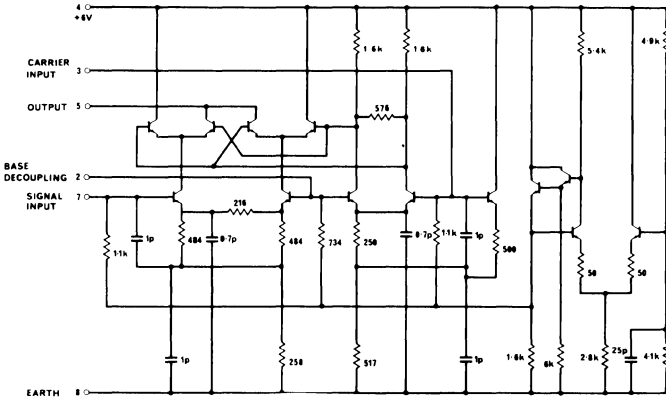 4
+6V
1·6k
1·6k
5·4k
4·9k
CARRIER
INPUT 3
OUTPUT 5
576
BASE
DECOUPLING 2
SIGNAL
INPUT 7
216
1·1k
1p
484
0·7p
484
734
250
0·7p
1·1k
1p
500
50
50
1p
258
517
1p
1·6k
6k
2·8k
25p
4·1k
EARTH 8